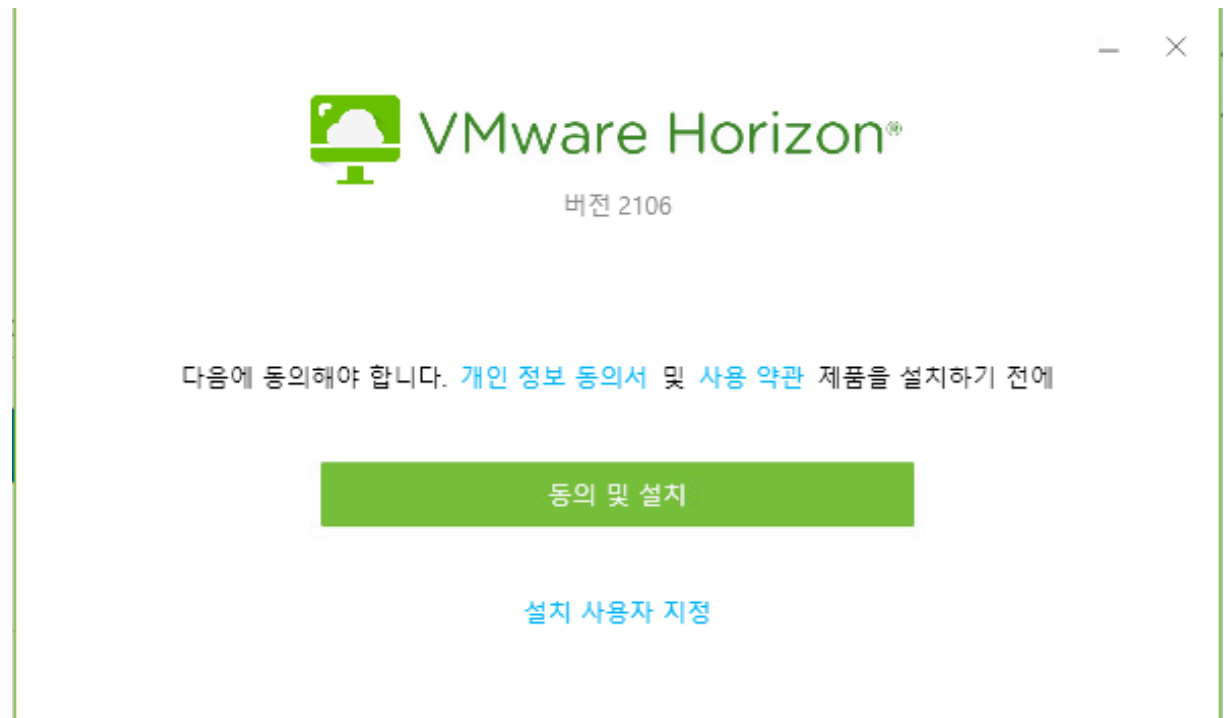 VMware Horizon®
버전 2106
다음에 동의해야 합니다. 개인 정보 동의서 및 사용 약관 제품을 설치하기 전에
동의 및 설치
설치 사용자 지정